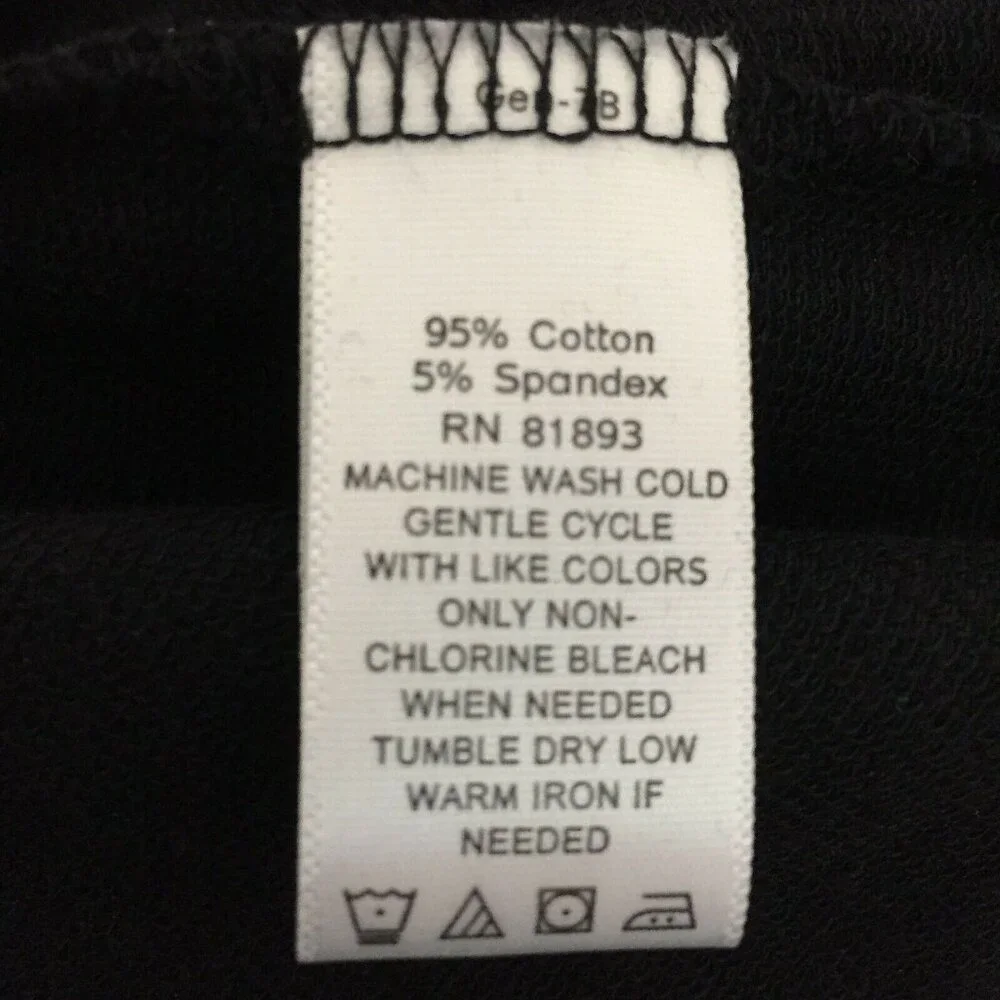 95% Cotton
5% Spandex
RN 81893
MACHINE WASH COLD
GENTLE CYCLE
WITH LIKE COLORS
ONLY NON-
CHLORINE BLEACH
WHEN NEEDED
TUMBLE DRY LOW
WARM IRON IF
NEEDED